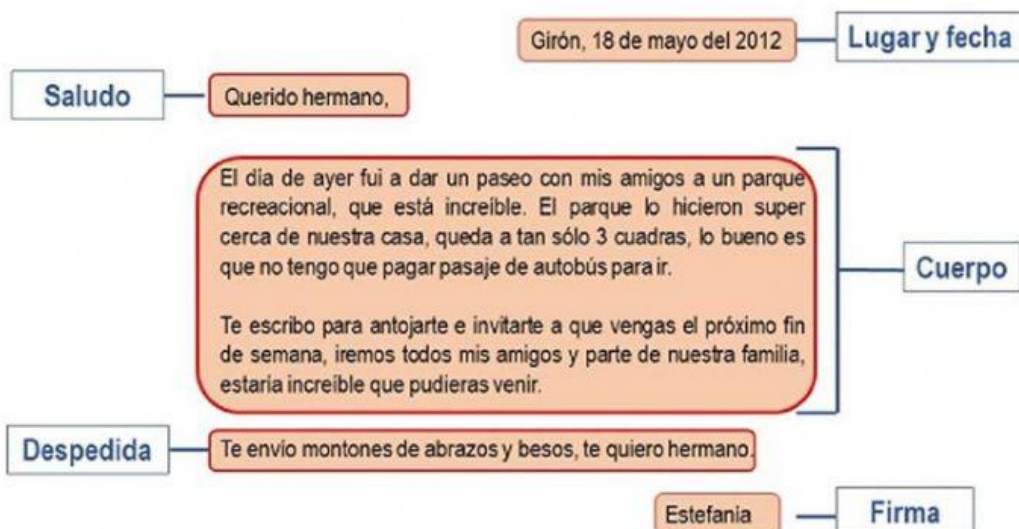 Girón, 18 de mayo del 2012
Lugar y fecha
Saludo
Querido hermano,
El día de ayer fui a dar un paseo con mis amigos a un parque
recreacional, que está increíble. El parque lo hicieron super
cerca de nuestra casa, queda a tan sólo 3 cuadras, lo bueno es
que no tengo que pagar pasaje de autobús para ir.
Te escribo para antojarte e invitarte a que vengas el próximo fin
de semana, iremos todos mis amigos y parte de nuestra familia,
estaría increíble que pudieras venir.
Cuerpo
Despedida
Te envío montones de abrazos y besos, te quiero hermano.
Estefanía
Firma